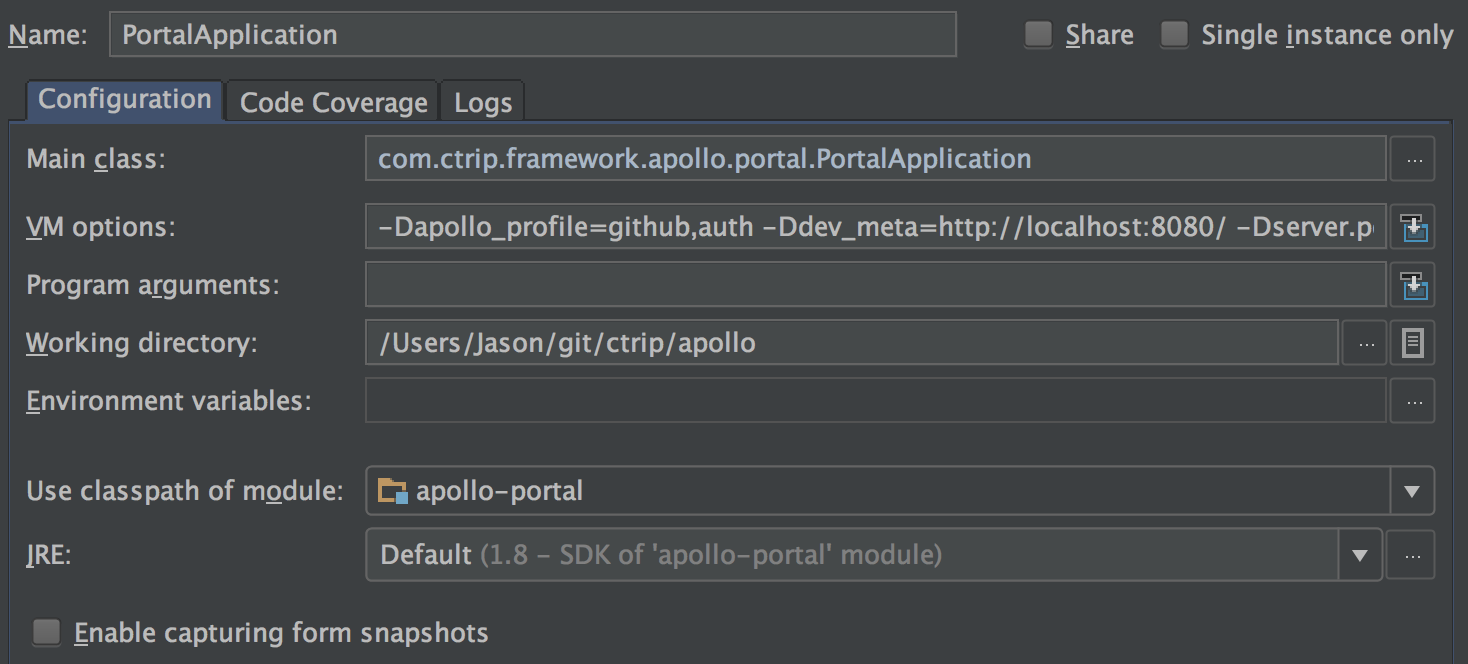 Name: PortalApplication Share Single instance only
Configuration Code Coverage Logs
Main class: com.ctrip.framework.apollo.portal.PortalApplication ...
VM options: -Dapollo_profile=github,auth -Ddev_meta=http://localhost:8080/ -Dserver.p
Program arguments:
Working directory: /Users/Jason/git/ctrip/apollo ...
Environment variables: ...
Use classpath of module: apollo-portal
JRE: Default (1.8 - SDK of 'apollo-portal' module) ...
Enable capturing form snapshots